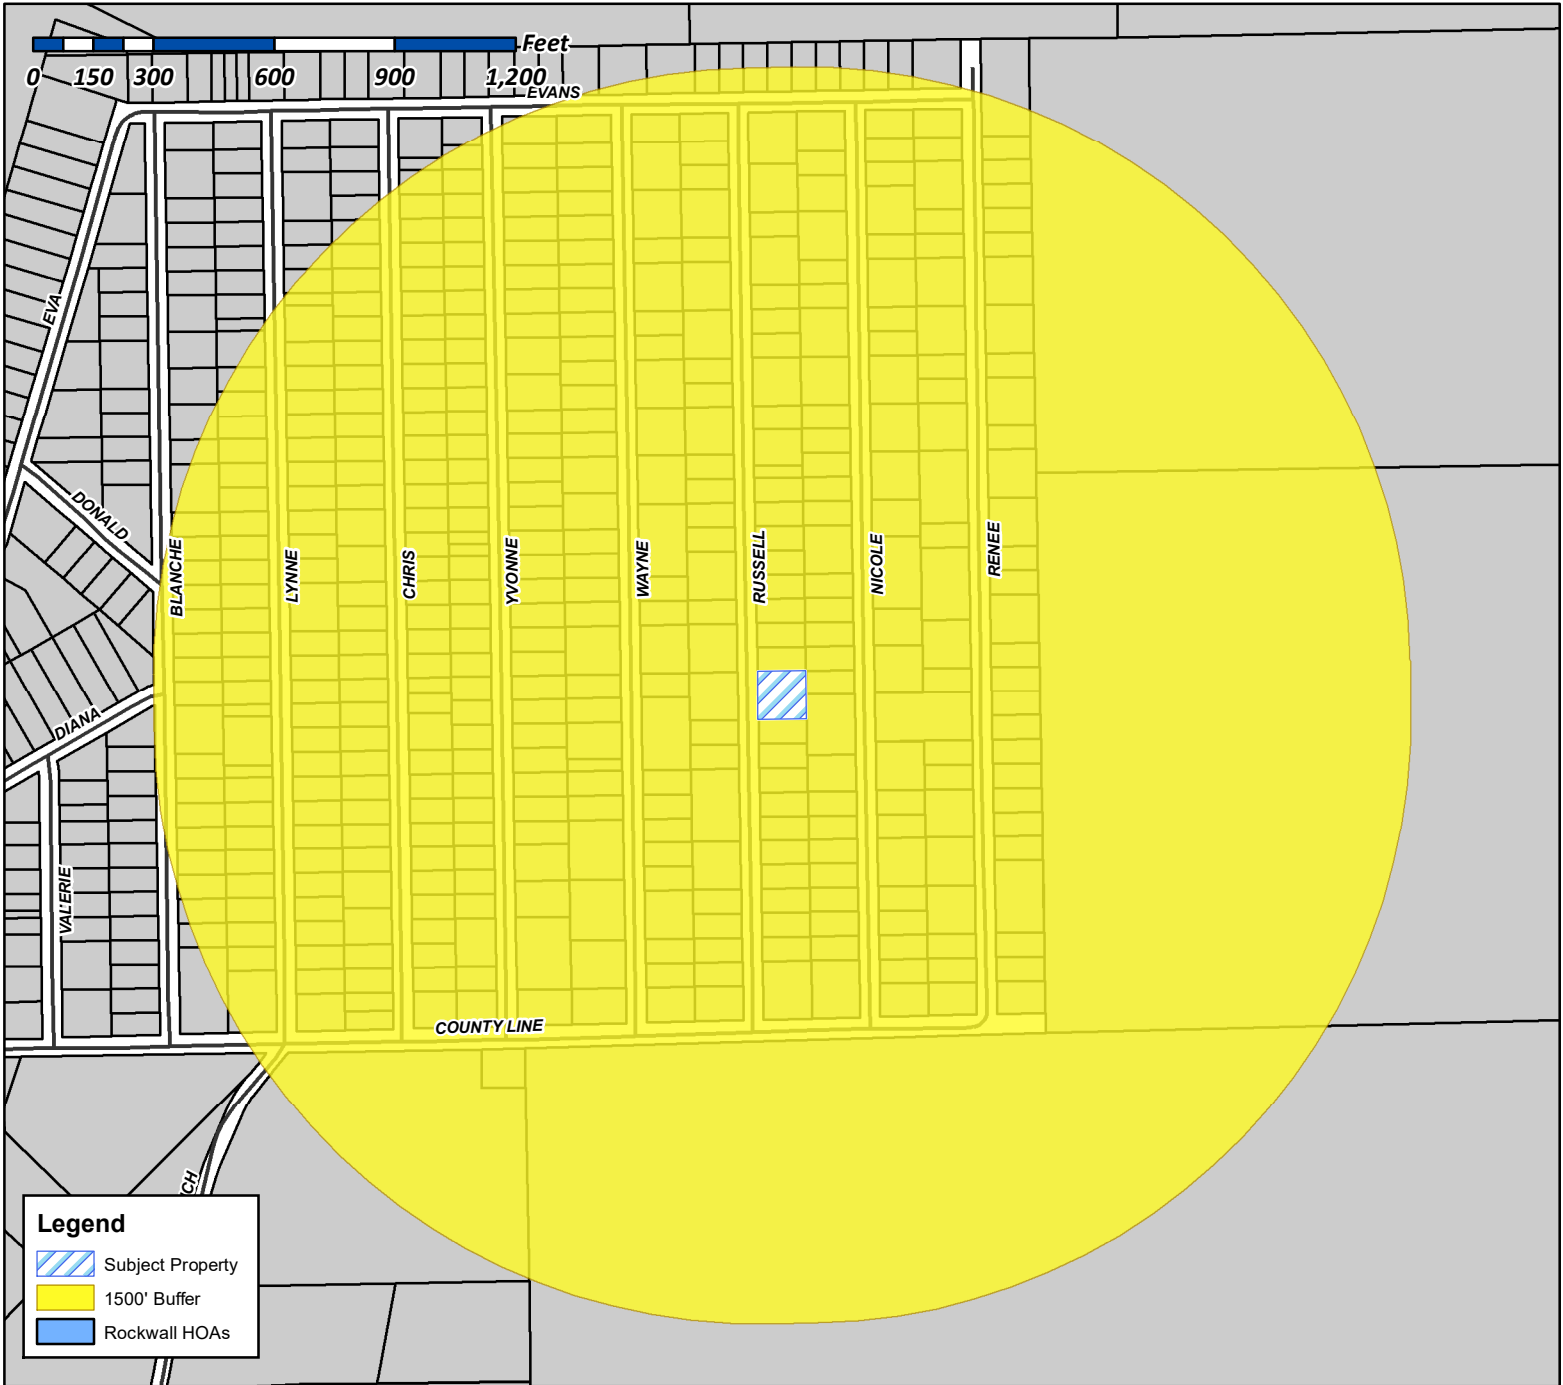 Feet
0 150 300 600 900 1,200
EVANS
EVA
DONALD
BLANCHE
LYNNE
CHRIS
YVONNE
WAYNE
RUSSELL
NICOLE
RENEE
DIANA
VALERIE
COUNTY LINE
CH
Legend
Subject Property
1500' Buffer
Rockwall HOAs